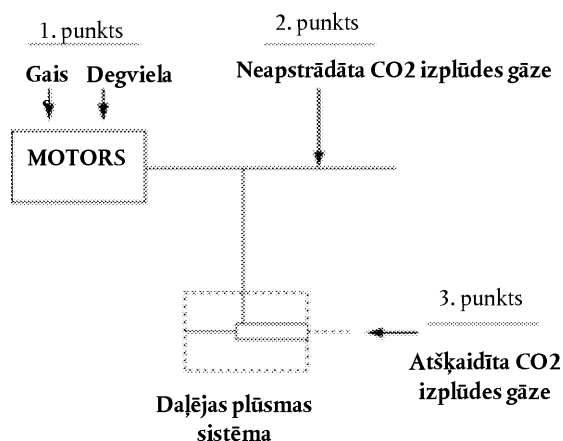 1. punkts
2. punkts
Gais
Degviela
Neapstrādāta CO2 izplūdes gāze
MOTORS
3. punkts
Atšķaidīta CO2
izplūdes gāze
Daļējas plūsmas
sistēma